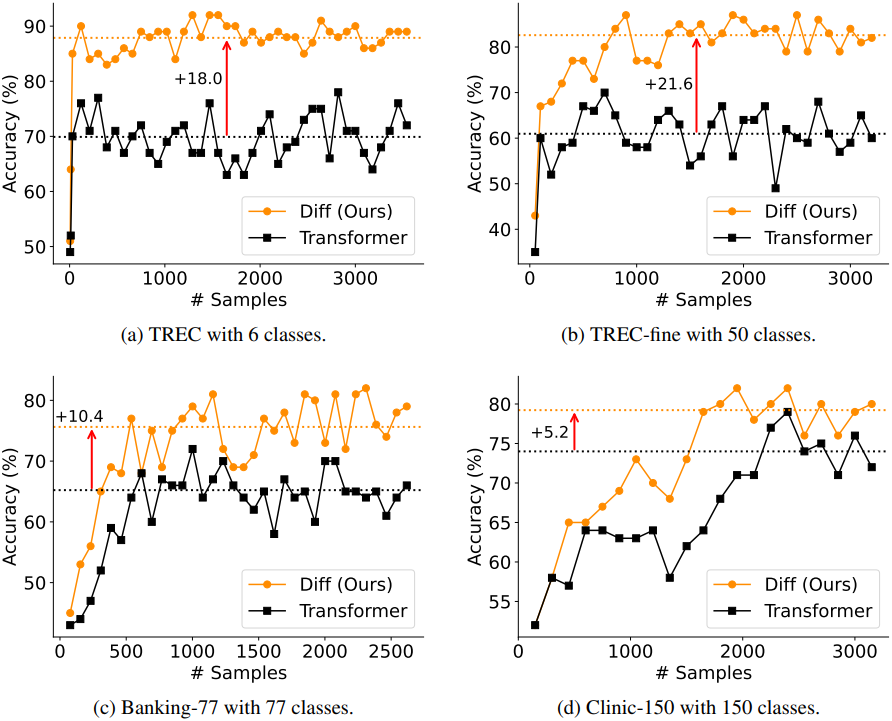 90
80
70
60
50
Accuracy (%)
+18.0
Diff (Ours)
Transformer
0
1000
2000
3000
# Samples
(a) TREC with 6 classes.
80
70
60
50
40
Accuracy (%)
+21.6
Diff (Ours)
Transformer
0
1000
2000
3000
# Samples
(b) TREC-fine with 50 classes.
80
70
60
50
Accuracy (%)
+10.4
Diff (Ours)
Transformer
0
500
1000
1500
2000
2500
# Samples
(c) Banking-77 with 77 classes.
80
75
70
65
60
55
Accuracy (%)
+5.2
Diff (Ours)
Transformer
0
1000
2000
3000
# Samples
(d) Clinic-150 with 150 classes.